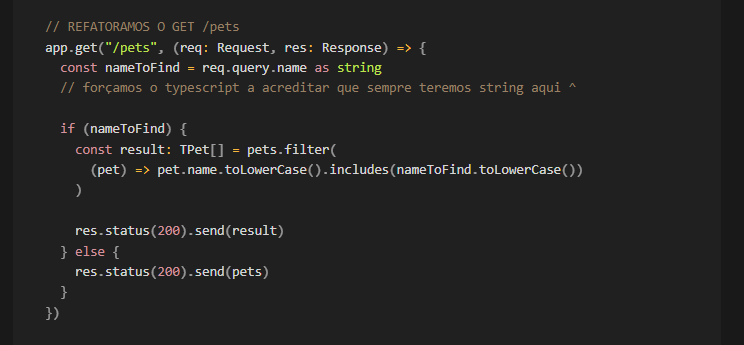 // REFATORAMOS O GET /pets
app.get("/pets", (req: Request, res: Response) => {
  const nameToFind = req.query.name as string
  // forçamos o typescript a acreditar que sempre teremos string aqui ^

  if (nameToFind) {
    const result: TPet[] = pets.filter(
      (pet) => pet.name.toLowerCase().includes(nameToFind.toLowerCase())
    )

    res.status(200).send(result)
  } else {
    res.status(200).send(pets)
  }
})